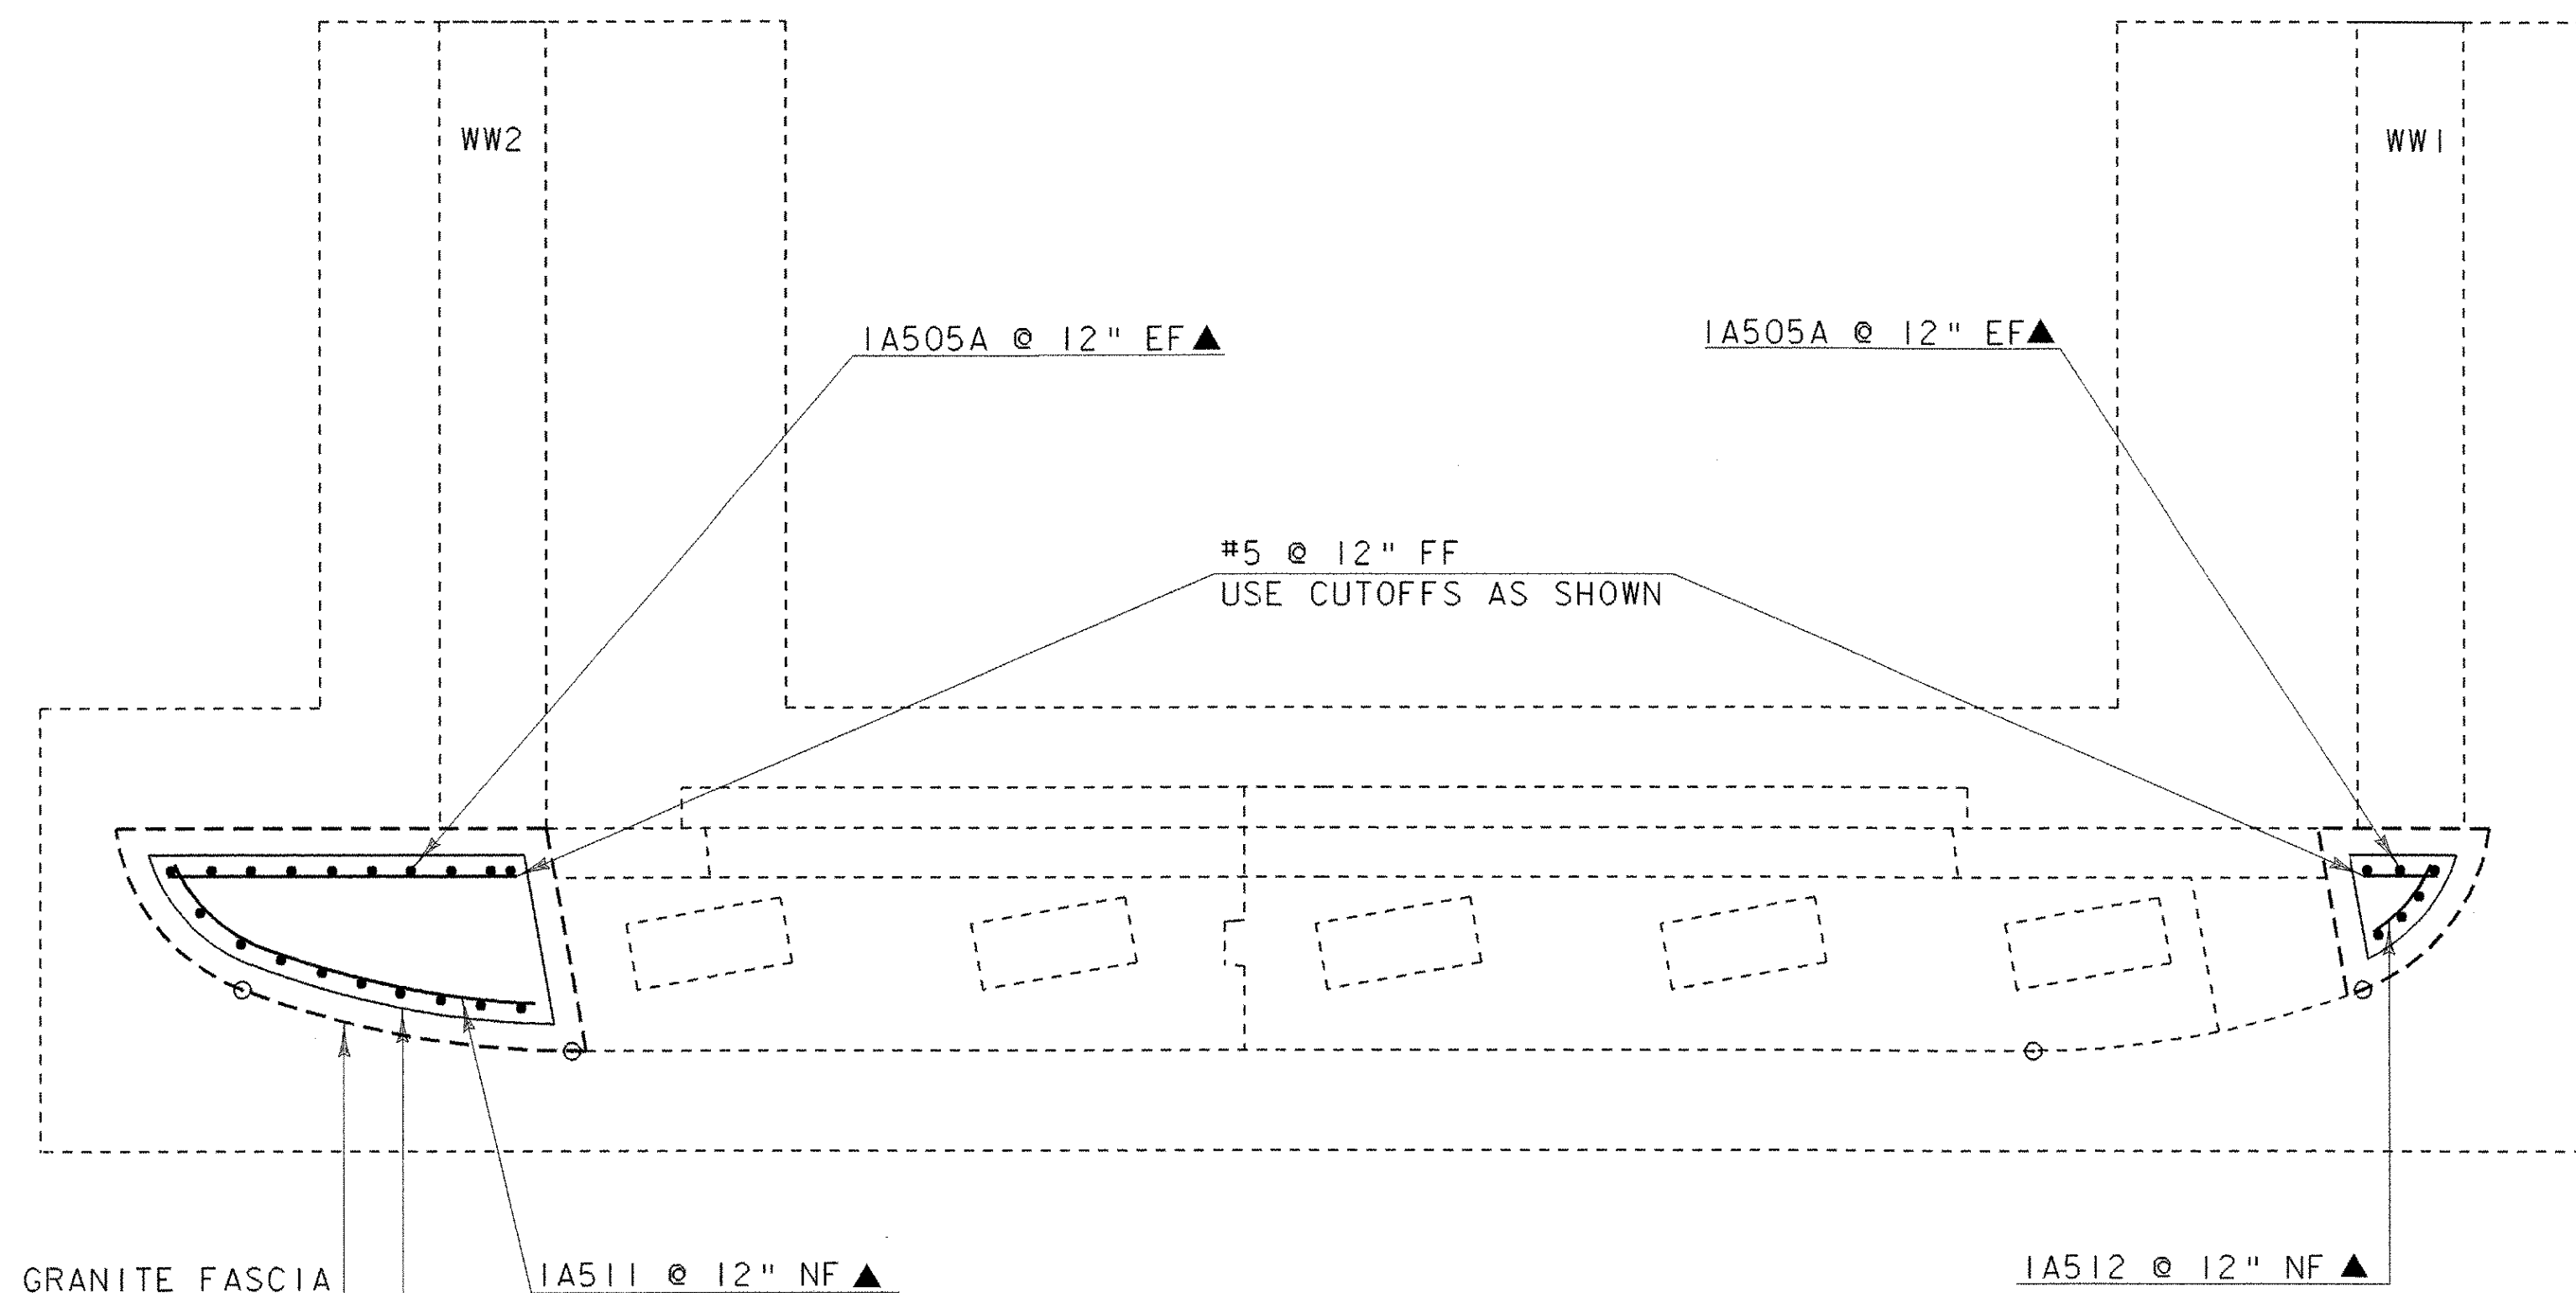 WW2
WW1
1A505A @ 12" EF▲
1A505A @ 12" EF▲
#5 @ 12" FF
USE CUTOFFS AS SHOWN
GRANITE FASCIA
1A511 @ 12" NF ▲
1A512 @ 12" NF ▲